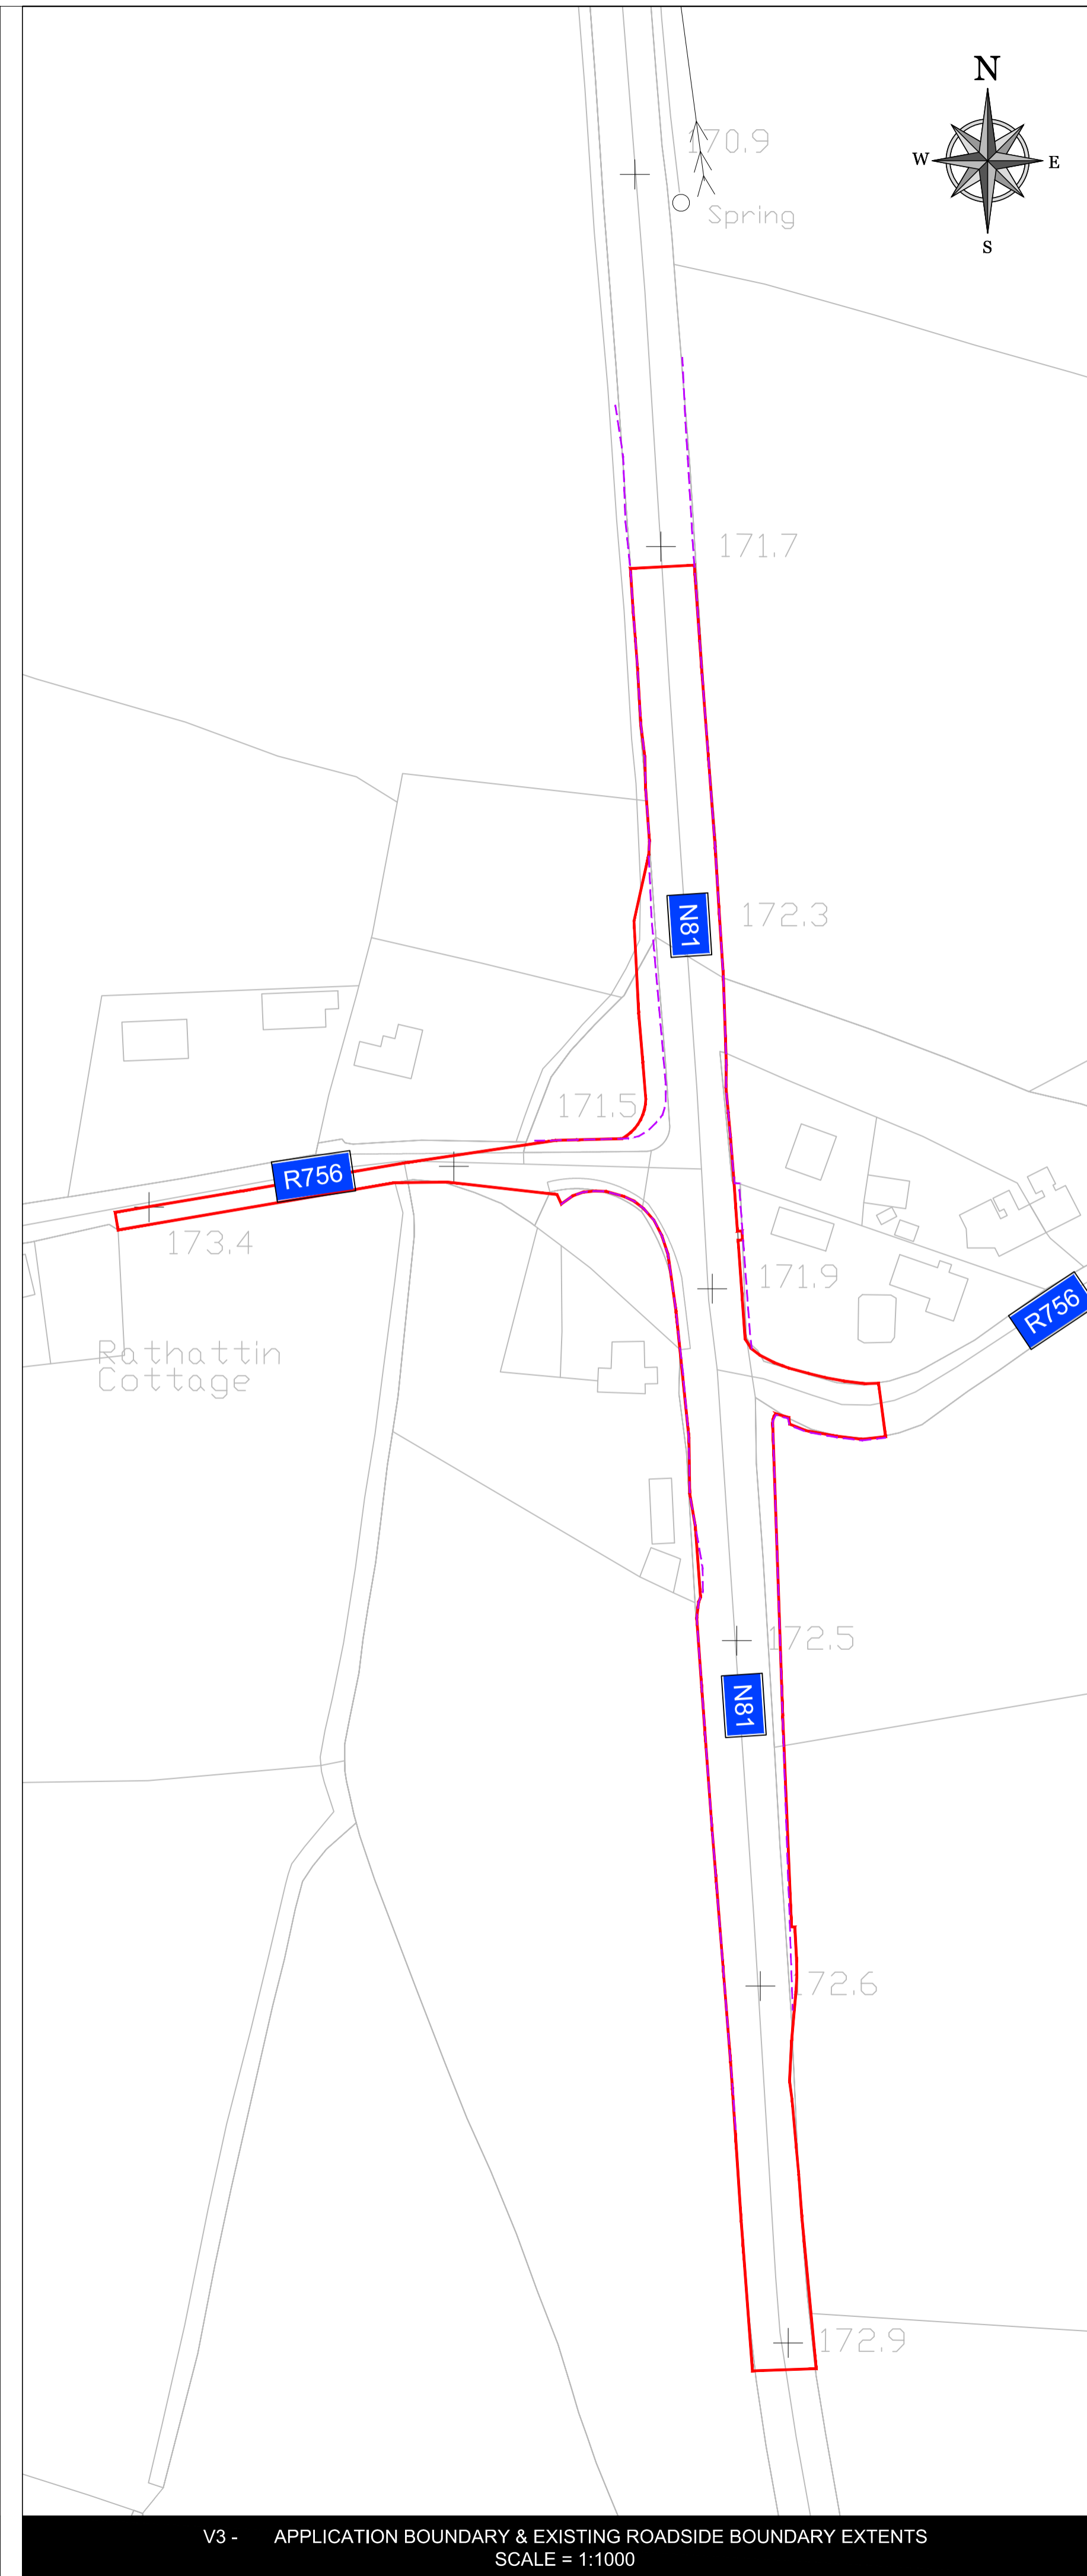 N
W
E
S
170.9
Spring
171.7
N81
172.3
171.5
R756
173.4
171.9
R756
Rathattin
Cottage
172.5
N81
172.6
172.9
V3 - APPLICATION BOUNDARY & EXISTING ROADSIDE BOUNDARY EXTENTS
SCALE = 1:1000